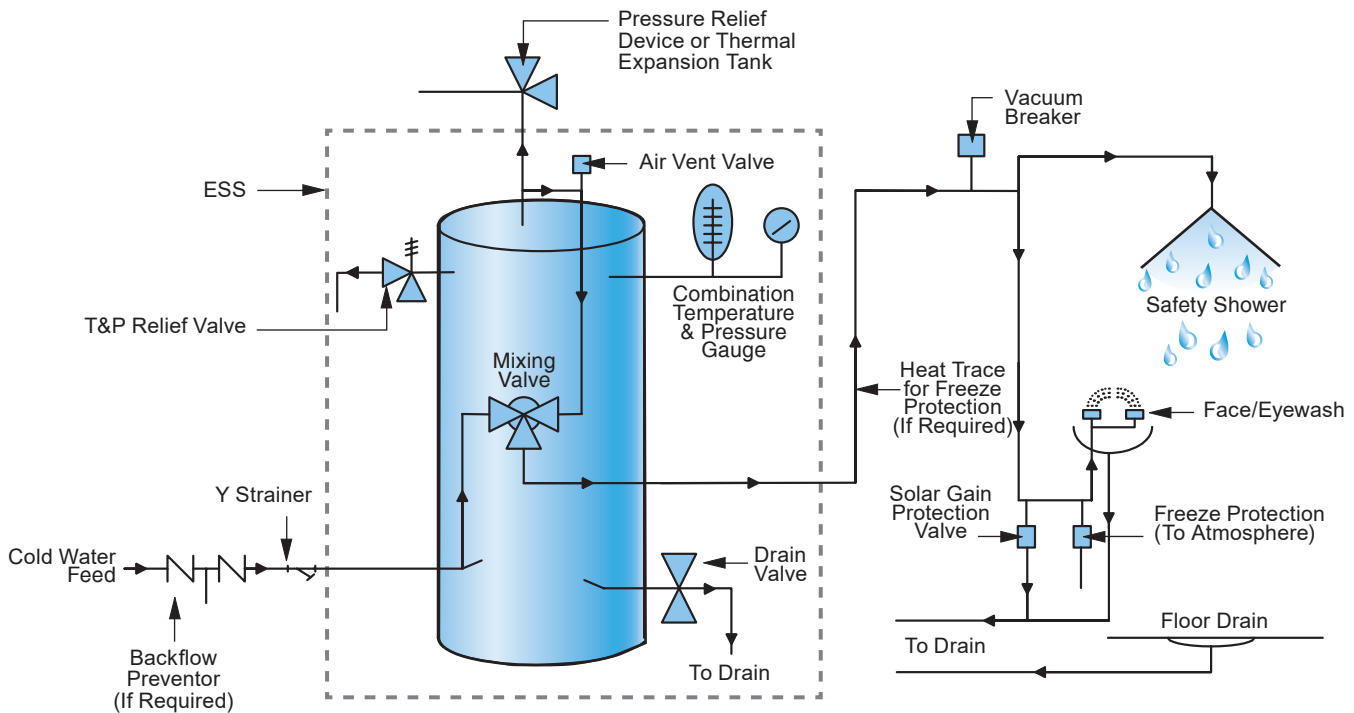 Pressure Relief
Device or Thermal
Expansion Tank
Vacuum
Breaker
Air Vent Valve
ESS
Combination
Temperature
& Pressure
Gauge
Safety Shower
T&P Relief Valve
Mixing
Valve
Heat Trace
for Freeze
Protection
(If Required)
Face/Eyewash
Y Strainer
Solar Gain
Protection
Valve
Freeze Protection
(To Atmosphere)
Cold Water
Feed
Drain
Valve
Backflow
Preventor
(If Required)
To Drain
To Drain
Floor Drain